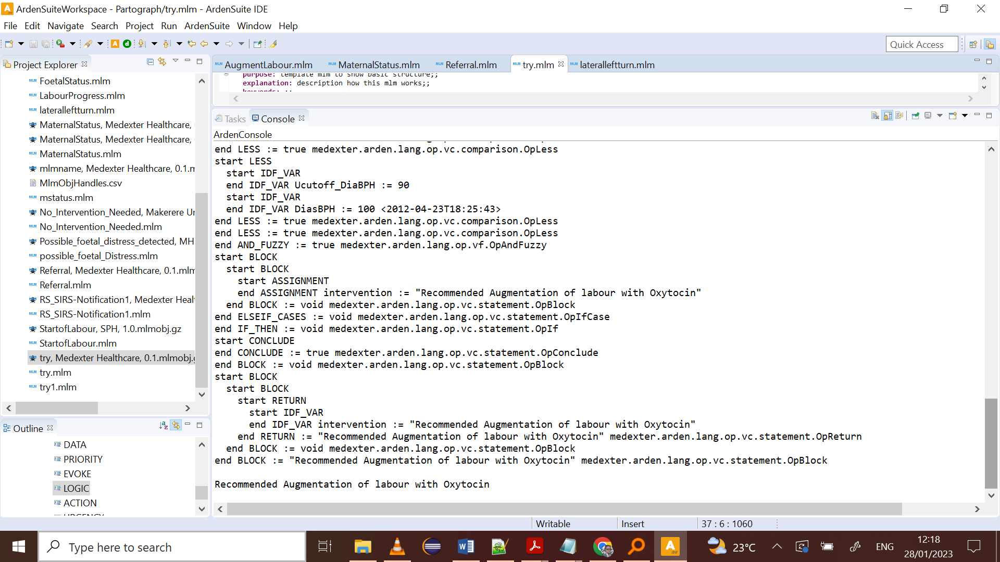 ArdenSuiteWorkspace - Partograph/try.mlm - ArdenSuite IDE
File Edit Navigate Search Project Run ArdenSuite Window Help
Quick Access
Project Explorer
FoetalStatus.mlm
LabourProgress.mlm
lateralleftturn.mlm
MaternalStatus, Medexter Healthcare,
MaternalStatus, Medexter Healthcare,
MaternalStatus.mlm
mlmname, Medexter Healthcare, 0.1.m
MlmObjHandles.csv
mstatus.mlm
No_Intervention_Needed, Makerere Ur
No_Intervention_Needed.mlm
Possible_foetal_distress_detected, MH
possible_foetal_Distress.mlm
Referral, Medexter Healthcare, 0.1.mlm
Referral.mlm
RS_SIRS-Notification1, Medexter Heal
RS_SIRS-Notification1.mlm
StartofLabour, SPH, 1.0.mlmobj.gz
StartofLabour.mlm
try, Medexter Healthcare, 0.1.mlmobj.g
try.mlm
try1.mlm
Outline
DATA
PRIORITY
EVOKE
LOGIC
ACTION
URGENCY
AugmentLabour.mlm MaternalStatus.mlm Referral.mlm try.mlm lateralleftturn.mlm
purpose: template mlm to show basic structure;;
explanation: description how this mlm works;;
keywords: ;;
Tasks Console
ArdenConsole
end LESS := true medexter.arden.lang.op.vc.comparison.OpLess
start LESS
start IDF_VAR
end IDF_VAR Ucutoff_DiaBPH := 90
start IDF_VAR
end IDF_VAR DiasBPH := 100 <2012-04-23T18:25:43>
end LESS := true medexter.arden.lang.op.vc.comparison.OpLess
end LESS := true medexter.arden.lang.op.vc.comparison.OpLess
end AND_FUZZY := true medexter.arden.lang.op.vf.OpAndFuzzy
start BLOCK
start BLOCK
start ASSIGNMENT
end ASSIGNMENT intervention := "Recommended Augmentation of labour with Oxytocin"
end BLOCK := void medexter.arden.lang.op.vc.statement.OpBlock
end ELSEIF_CASES := void medexter.arden.lang.op.vc.statement.OpIfCase
end IF_THEN := void medexter.arden.lang.op.vc.statement.OpIf
start CONCLUDE
end CONCLUDE := true medexter.arden.lang.op.vc.statement.OpConclude
end BLOCK := void medexter.arden.lang.op.vc.statement.OpBlock
start BLOCK
start BLOCK
start RETURN
start IDF_VAR
end IDF_VAR intervention := "Recommended Augmentation of labour with Oxytocin"
end RETURN := "Recommended Augmentation of labour with Oxytocin" medexter.arden.lang.op.vc.statement.OpReturn
end BLOCK := void medexter.arden.lang.op.vc.statement.OpBlock
end BLOCK := "Recommended Augmentation of labour with Oxytocin" medexter.arden.lang.op.vc.statement.OpBlock
Recommended Augmentation of labour with Oxytocin
Writable Insert 37 : 6 : 1060
Type here to search
23°C
ENG
12:18
28/01/2023